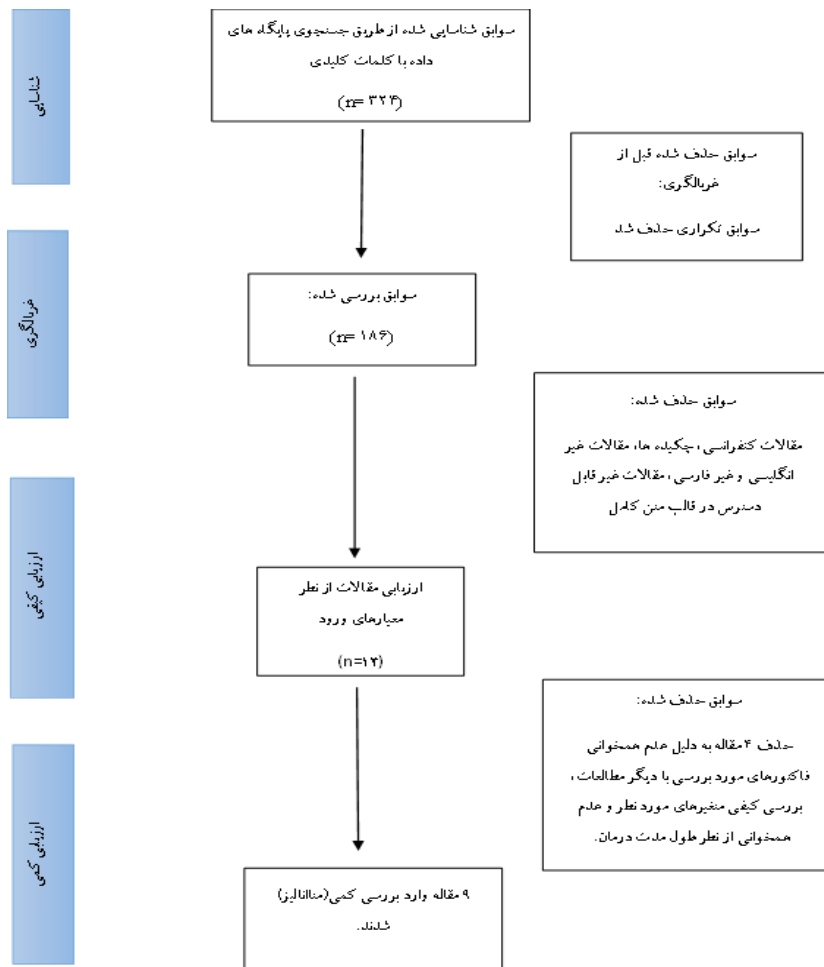 شناسایی
سوابق شناسایی شده از طریق جستجوی پایگاه های
داده با کلمات کلیدی
(n= ۳۲۴)
سوابق حذف شده قبل از
غربالگری:
سوابق تکراری حذف شد
غربالگری
سوابق بررسی شده:
(n= ۱۸۶)
سوابق حذف شده:
مقالات کنفرانسی، چکیده ها، مقالات غیر
انگلیسی و غیر فارسی، مقالات غیر قابل
دسترس در قالب متن کامل
ارزیابی کیفی
ارزیابی مقالات از نظر
معیارهای ورود
(n=۱۴)
سوابق حذف شده:
حذف ۴ مقاله به دلیل عدم همخوانی
فاکتورهای مورد بررسی با دیگر مطالعات،
بررسی کیفی متغیرهای مورد نظر و عدم
همخوانی از نظر طول مدت درمان.
ارزیابی کمی
۹ مقاله وارد بررسی کمی(متاانالیز)
شدند.